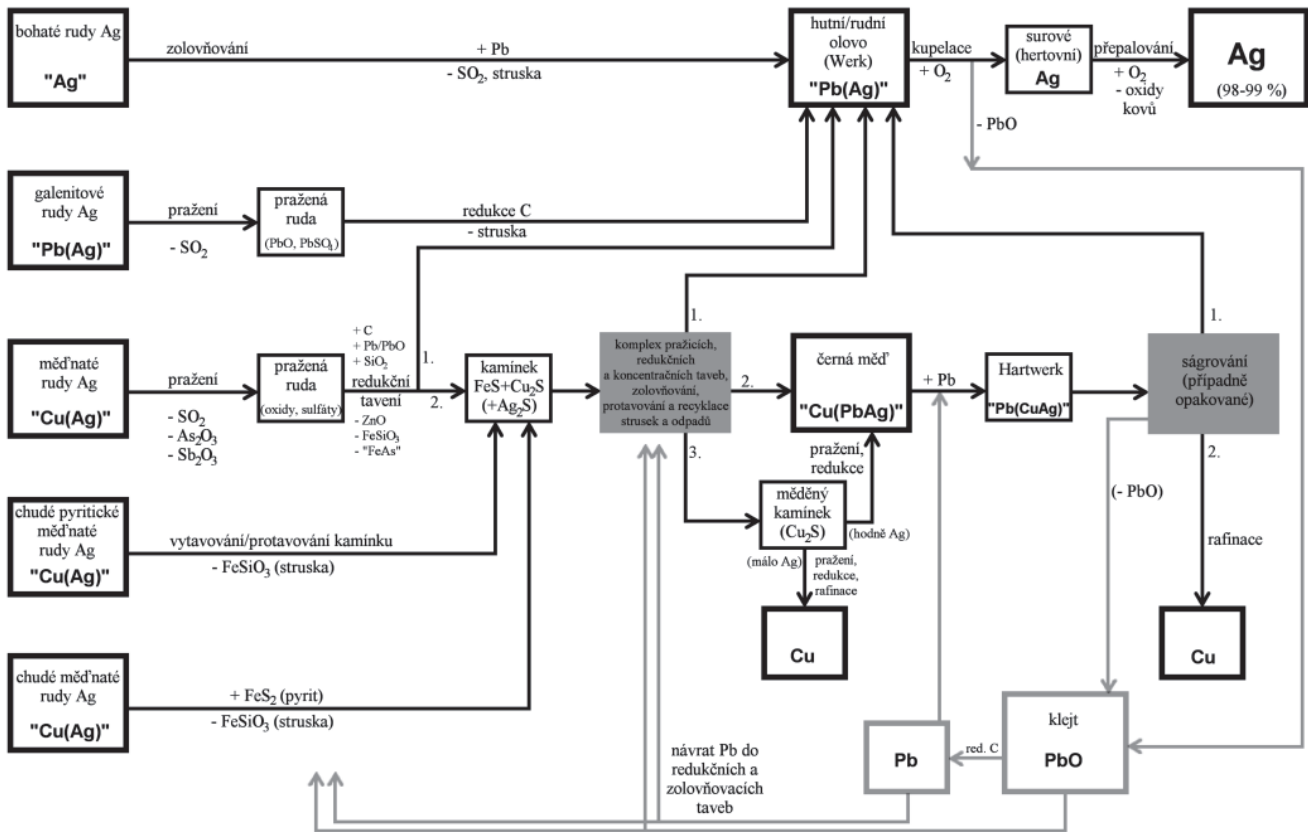 bohaté rudy Ag
"Ag"
zolovňování
+ Pb
- SO₂, struska
hutní/rudní
olovo
(Werk)
"Pb(Ag)"
kupelace
+ O₂
- PbO
surové
(hertovní)
Ag
přepalování
+ O₂
- oxidy
kovů
Ag
(98-99 %)
galenitové
rudy Ag
"Pb(Ag)"
pražení
- SO₂
pražená
ruda
(PbO, PbSO₄)
redukce C
- struska
měďnaté
rudy Ag
"Cu(Ag)"
pražení
- SO₂
- As₂O₃
- Sb₂O₃
pražená
ruda
(oxidy, sulfáty)
+ C
+ Pb/PbO
+ SiO₂
redukční
tavení
- ZnO
- FeSiO₃
- "FeAs"
1.
2.
kamínek
FeS+Cu₂S
(+Ag₂S)
komplex pražicích,
redukčních
a koncentračních taveb,
zolovňování,
protavování a recyklace
strusek a odpadů
1.
2.
3.
černá měď
"Cu(PbAg)"
+ Pb
Hartwerk
"Pb(CuAg)"
ságrování
(případně
opakované)
1.
2.
pražení,
redukce
měděný
kamínek
(Cu₂S)
(hodně Ag)
(málo Ag)
pražení,
redukce,
rafinace
Cu
(- PbO)
rafinace
Cu
chudé pyritické
měďnaté
rudy Ag
"Cu(Ag)"
vytavování/protavování kamínku
- FeSiO₃ (struska)
chudé měďnaté
rudy Ag
"Cu(Ag)"
+ FeS₂ (pyrit)
- FeSiO₃ (struska)
návrat Pb do
redukčních a
zolovňovacích
taveb
Pb
red. C
klejt
PbO